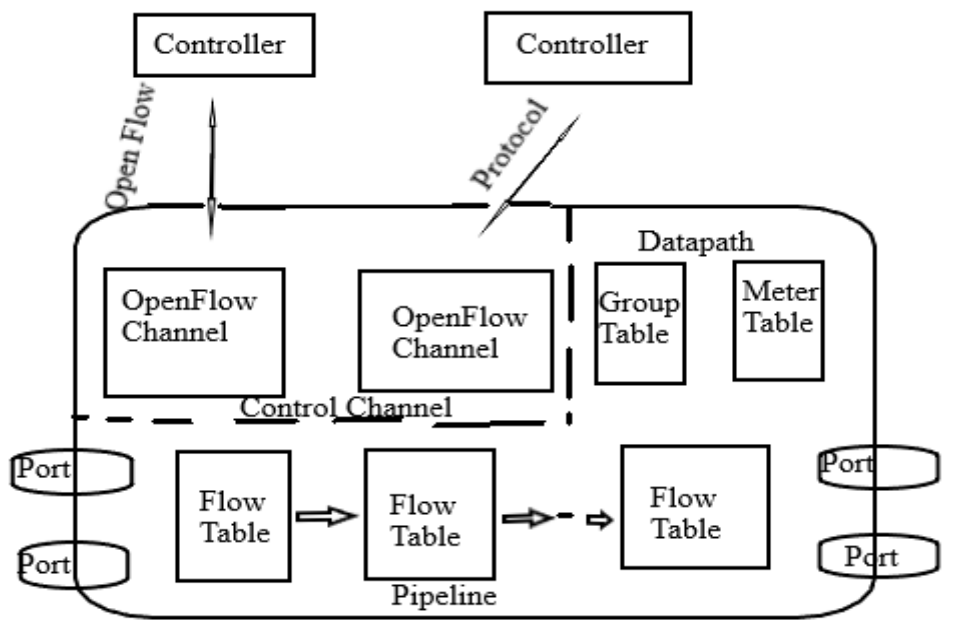 Controller
Controller
Open Flow
Protocol
Datapath
OpenFlow
Channel
OpenFlow
Channel
Group
Table
Meter
Table
Control Channel
Port
Port
Flow
Table
Flow
Table
Flow
Table
Port
Port
Pipeline